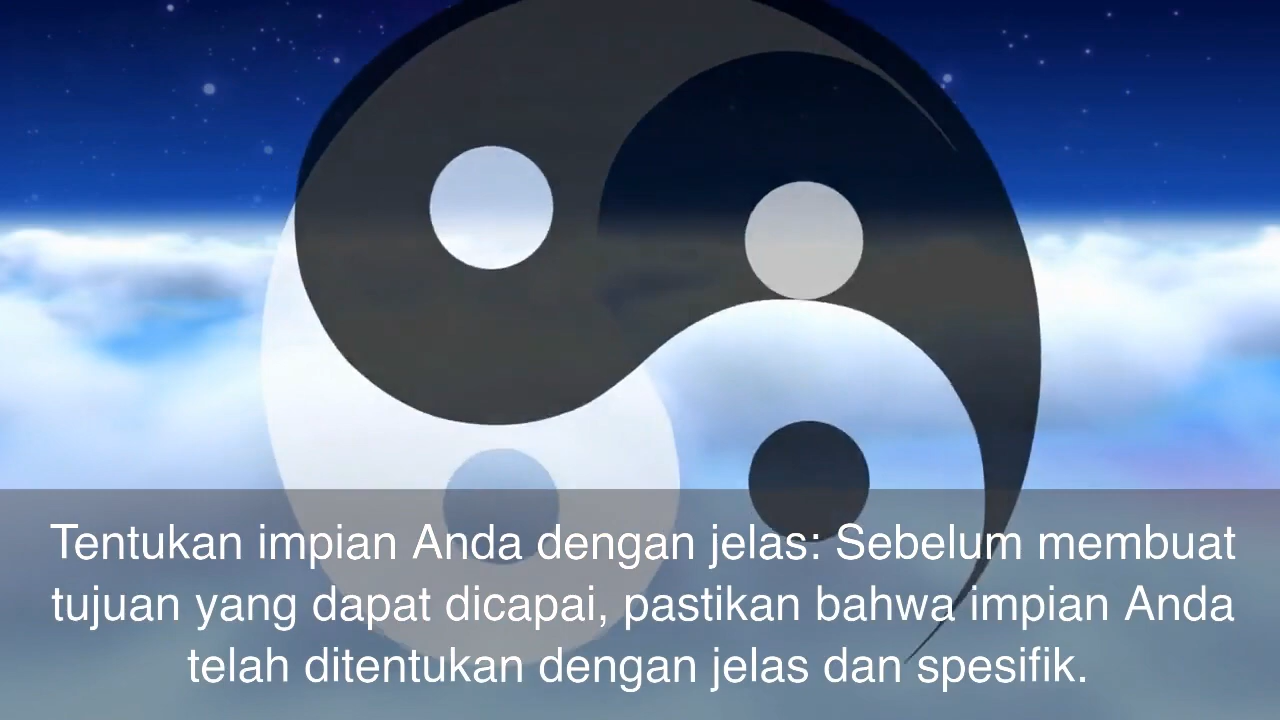 Tentukan impian Anda dengan jelas: Sebelum membuat
tujuan yang dapat dicapai, pastikan bahwa impian Anda
telah ditentukan dengan jelas dan spesifik.